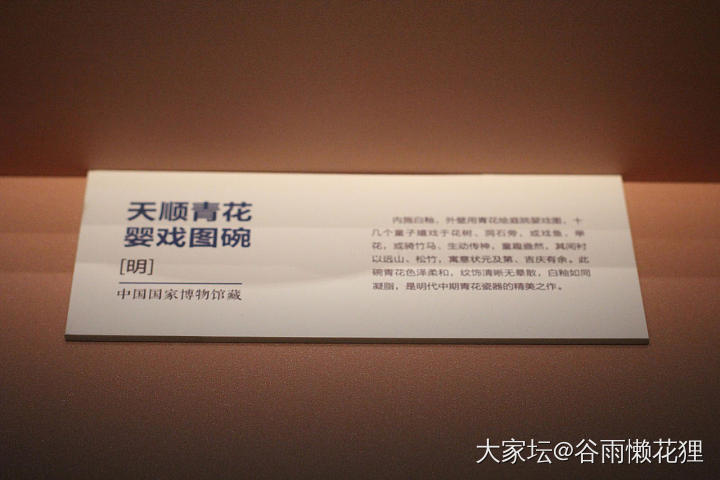 天顺青花
婴戏图碗
[明]
中国国家博物馆藏
内施白釉，外壁用青花绘庭院婴戏图，十
几个童子嬉戏于花树、洞石旁，或戏鱼、举
花，或骑竹马、生动传神，童趣盎然，其间衬
以远山、松竹，寓意状元及第、吉庆有余。此
碗青花色泽柔和，纹饰清晰无晕散，白釉如同
凝脂，是明代中期青花瓷器的精美之作。
大家坛@谷雨懒花狸